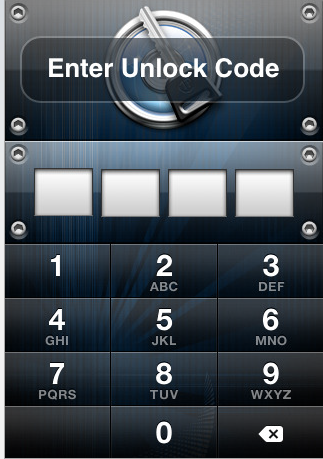 Enter Unlock Code
1 2 3
ABC DEF
4 5 6
GHI JKL MNO
7 8 9
PQRS TUV WXYZ
0